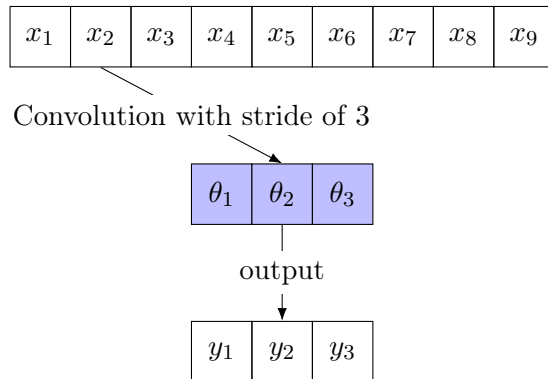 x₁ x₂ x₃ x₄ x₅ x₆ x₇ x₈ x₉
Convolution with stride of 3
θ₁ θ₂ θ₃
output
y₁ y₂ y₃